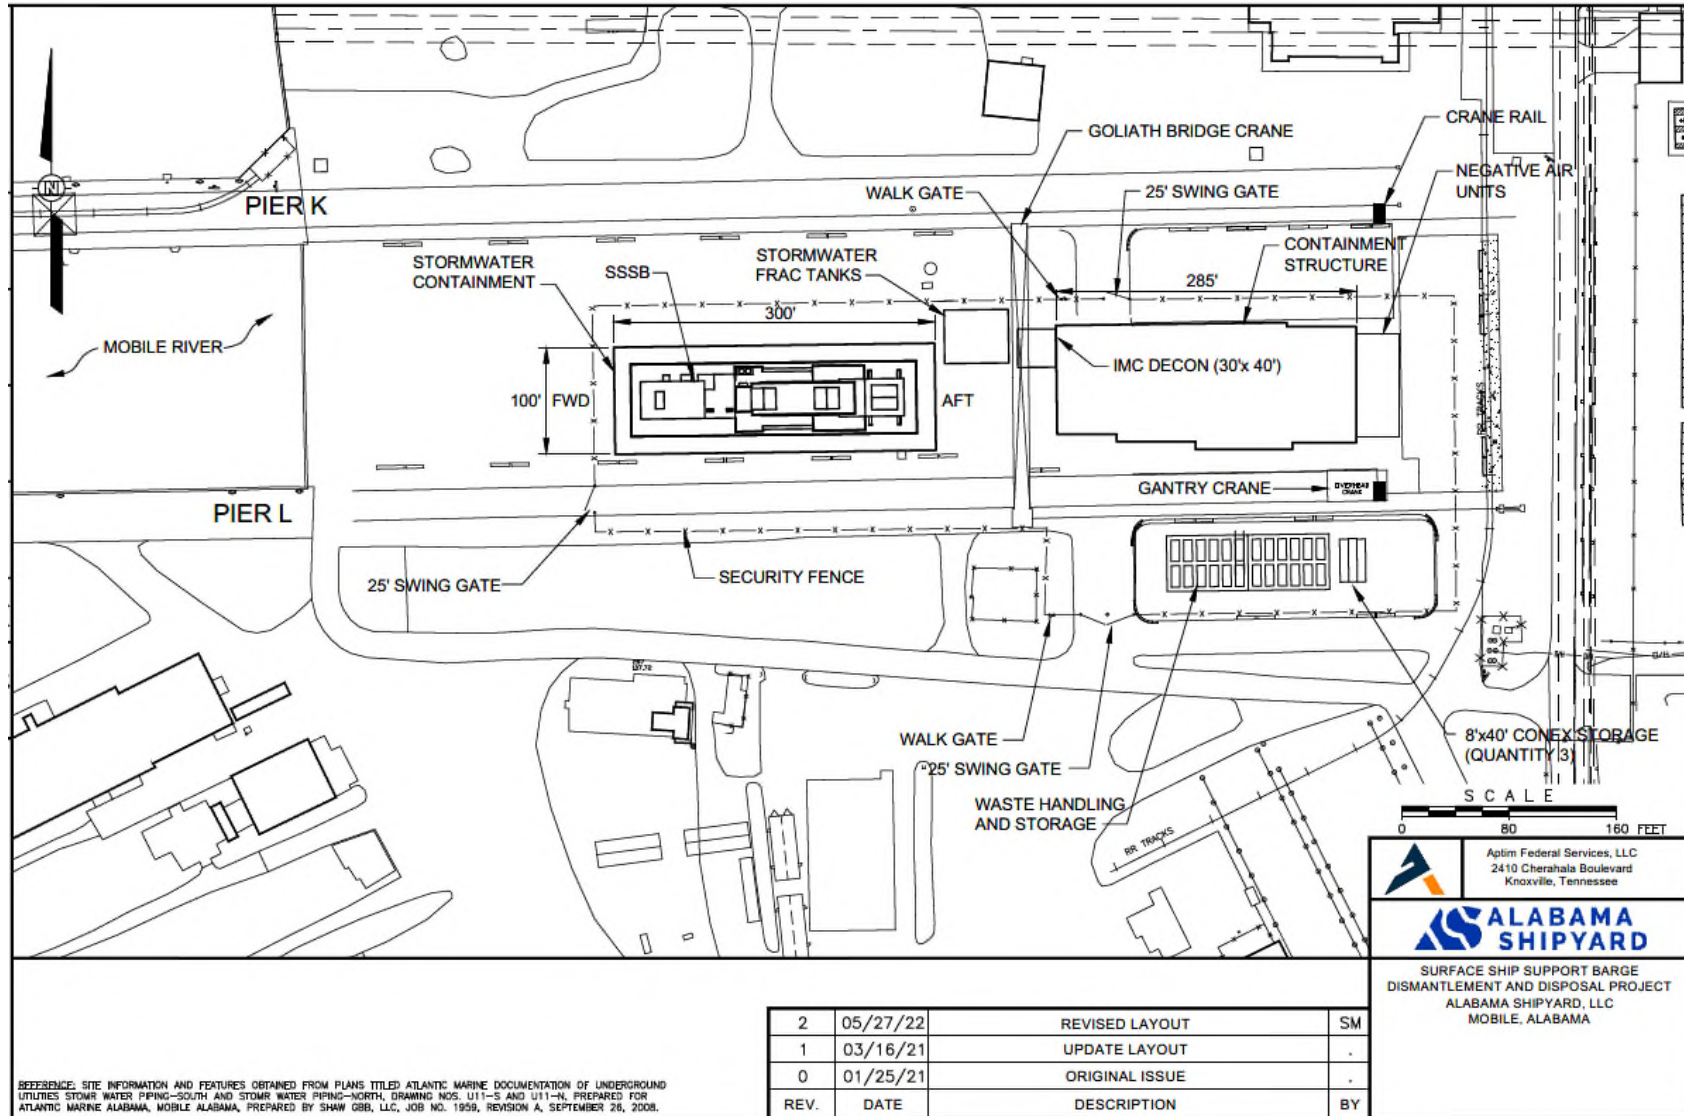 GOLIATH BRIDGE CRANE
CRANE RAIL
NEGATIVE AIR
UNITS
WALK GATE
25' SWING GATE
N
PIER K
STORMWATER
CONTAINMENT
SSSB
STORMWATER
FRAC TANKS
CONTAINMENT
STRUCTURE
285'
300'
MOBILE RIVER
IMC DECON (30'x 40')
100'
FWD
AFT
RR TRACKS
GANTRY CRANE
OVERHEAD
CRANE
PIER L
25' SWING GATE
SECURITY FENCE
WALK GATE
"25' SWING GATE
WASTE HANDLING
AND STORAGE
8'x40' CONEX STORAGE
(QUANTITY 3)
RR TRACKS
SCALE
0 80 160 FEET
Aptim Federal Services, LLC
2410 Cherahala Boulevard
Knoxville, Tennessee
ALABAMA
SHIPYARD
SURFACE SHIP SUPPORT BARGE
DISMANTLEMENT AND DISPOSAL PROJECT
ALABAMA SHIPYARD, LLC
MOBILE, ALABAMA
2 05/27/22 REVISED LAYOUT SM
1 03/16/21 UPDATE LAYOUT .
0 01/25/21 ORIGINAL ISSUE .
REV. DATE DESCRIPTION BY
REFERENCE: SITE INFORMATION AND FEATURES OBTAINED FROM PLANS TITLED ATLANTIC MARINE DOCUMENTATION OF UNDERGROUND
UTILITIES STOMR WATER PIPING-SOUTH AND STOMR WATER PIPING-NORTH, DRAWING NOS. U11-S AND U11-N, PREPARED FOR
ATLANTIC MARINE ALABAMA, MOBILE ALABAMA, PREPARED BY SHAW GBB, LLC, JOB NO. 1959, REVISION A, SEPTEMBER 26, 2008.